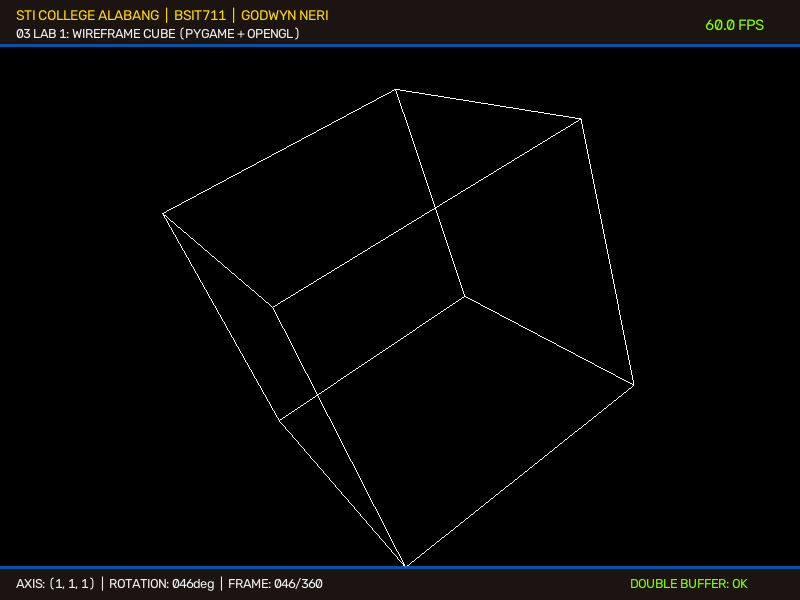 STI COLLEGE ALABANG | BSIT711 | GODWYN NERI
03 LAB 1: WIREFRAME CUBE (PYGAME + OPENGL)
60.0 FPS
AXIS: (1, 1, 1) | ROTATION: 046deg | FRAME: 046/360
DOUBLE BUFFER: OK